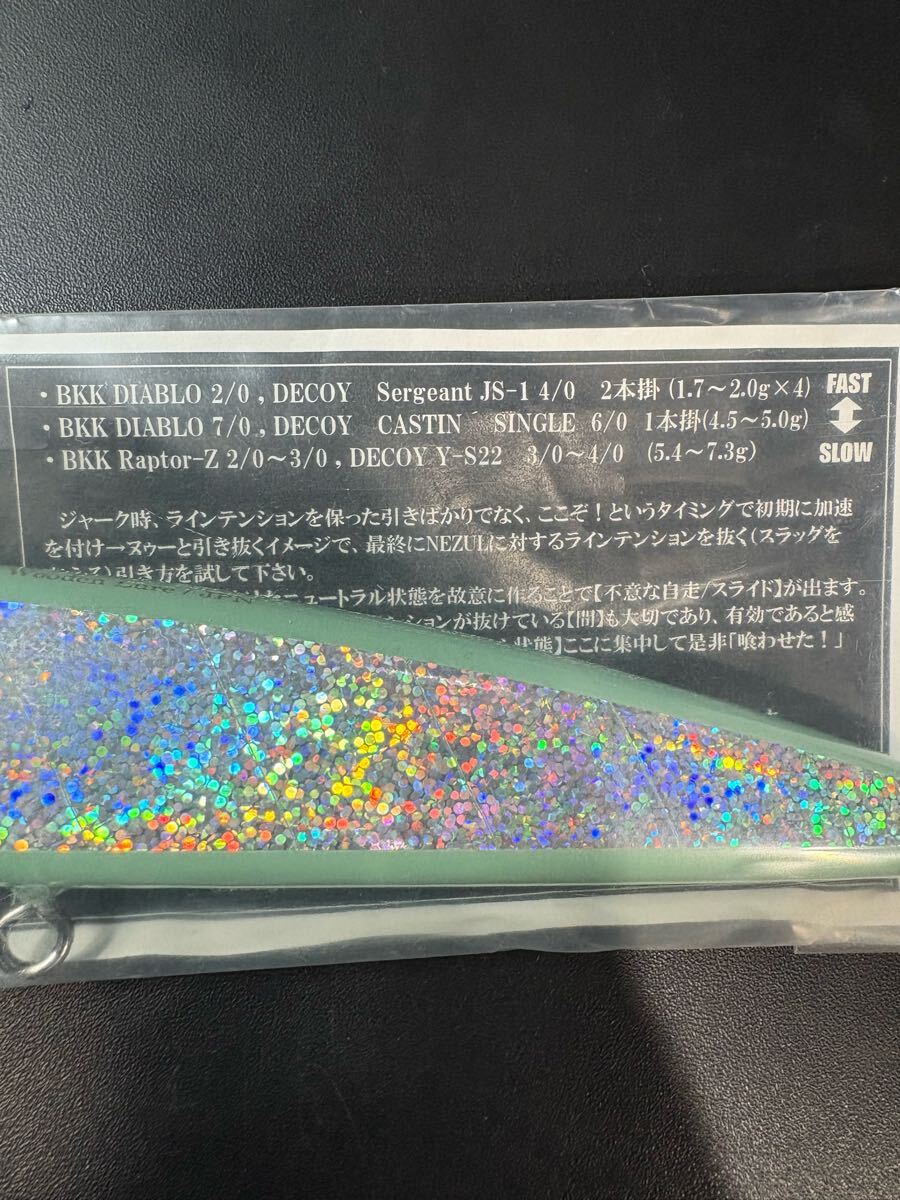 ・BKK DIABLO 2/0 , DECOY Sergeant JS-1 4/0 2本掛 (1.7～2.0g×4) FAST
・BKK DIABLO 7/0 , DECOY CASTIN SINGLE 6/0 1本掛(4.5～5.0g)
・BKK Raptor-Z 2/0～3/0 , DECOY Y-S22 3/0～4/0 (5.4～7.3g) SLOW
ジャーク時、ラインテンションを保った引きばかりでなく、ここぞ！というタイミングで初期に加速
を付け一ヌゥーと引き抜くイメージで、最終にNEZULに対するラインテンションを抜く(スラッグを
)引き方を試して下さい。
Wooden
ニュートラル状態を故意に作ることで【不意な自走/スライド】が出ます。
ンションが抜けている【間】も大切であり、有効であると感
状態】ここに集中して是非「喰わせた！」